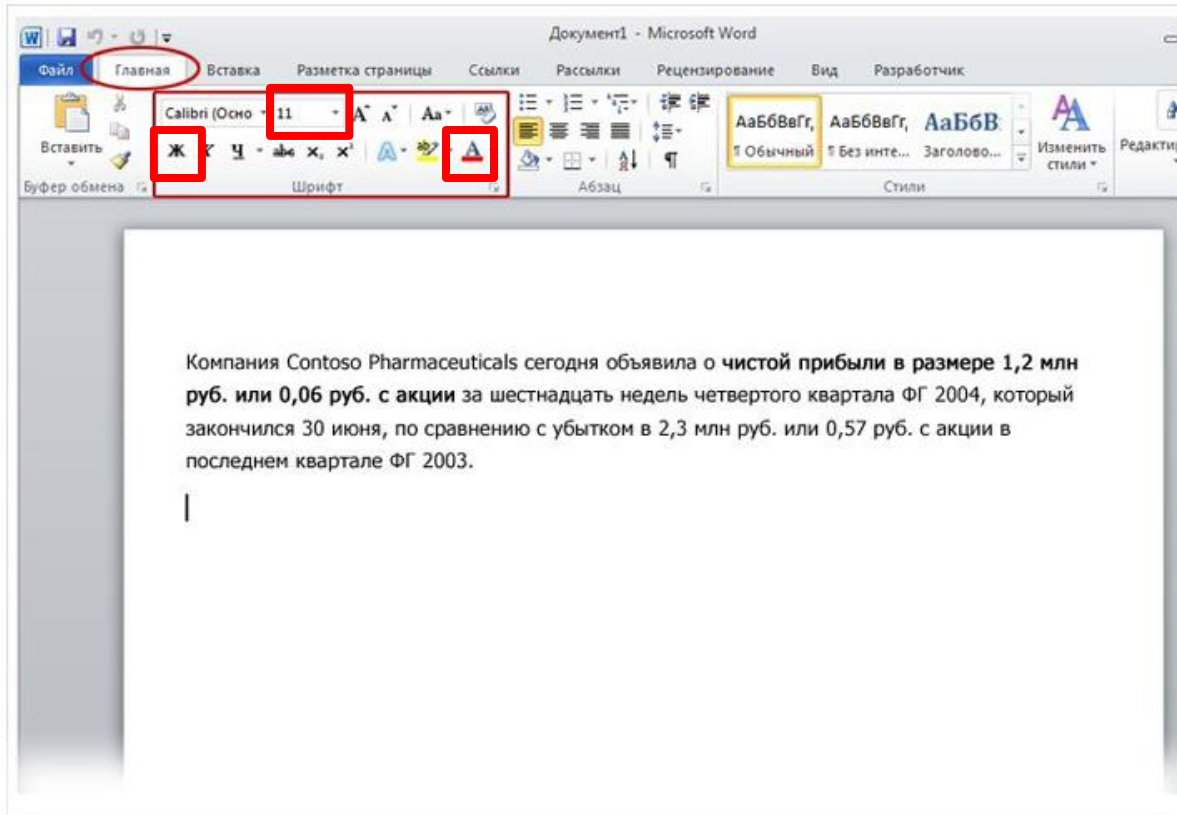 Документ1 - Microsoft Word
Файл Главная Вставка Разметка страницы Ссылки Рассылки Рецензирование Вид Разработчик
Calibri (Осно 11 А А Аа
АаБбВвГг, АаБбВвГг, АаБбВ
Вставить
Ж К Ч abc x, x² А ab А
¶ Обычный ¶ Без инте... Заголово...
Изменить стили
Буфер обмена Шрифт Абзац Стили
Компания Contoso Pharmaceuticals сегодня объявила о чистой прибыли в размере 1,2 млн
руб. или 0,06 руб. с акции за шестнадцать недель четвертого квартала ФГ 2004, который
закончился 30 июня, по сравнению с убытком в 2,3 млн руб. или 0,57 руб. с акции в
последнем квартале ФГ 2003.